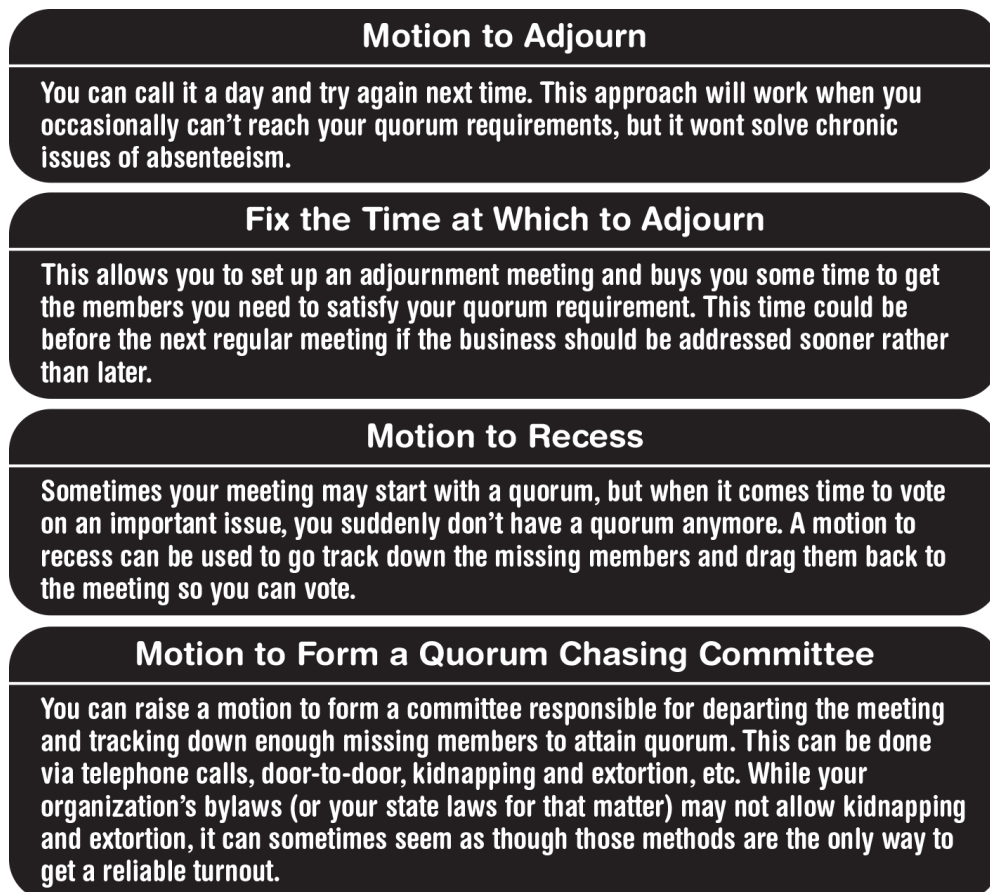 Motion to Adjourn
You can call it a day and try again next time. This approach will work when you
occasionally can't reach your quorum requirements, but it wont solve chronic
issues of absenteeism.
Fix the Time at Which to Adjourn
This allows you to set up an adjournment meeting and buys you some time to get
the members you need to satisfy your quorum requirement. This time could be
before the next regular meeting if the business should be addressed sooner rather
than later.
Motion to Recess
Sometimes your meeting may start with a quorum, but when it comes time to vote
on an important issue, you suddenly don't have a quorum anymore. A motion to
recess can be used to go track down the missing members and drag them back to
the meeting so you can vote.
Motion to Form a Quorum Chasing Committee
You can raise a motion to form a committee responsible for departing the meeting
and tracking down enough missing members to attain quorum. This can be done
via telephone calls, door-to-door, kidnapping and extortion, etc. While your
organization's bylaws (or your state laws for that matter) may not allow kidnapping
and extortion, it can sometimes seem as though those methods are the only way to
get a reliable turnout.